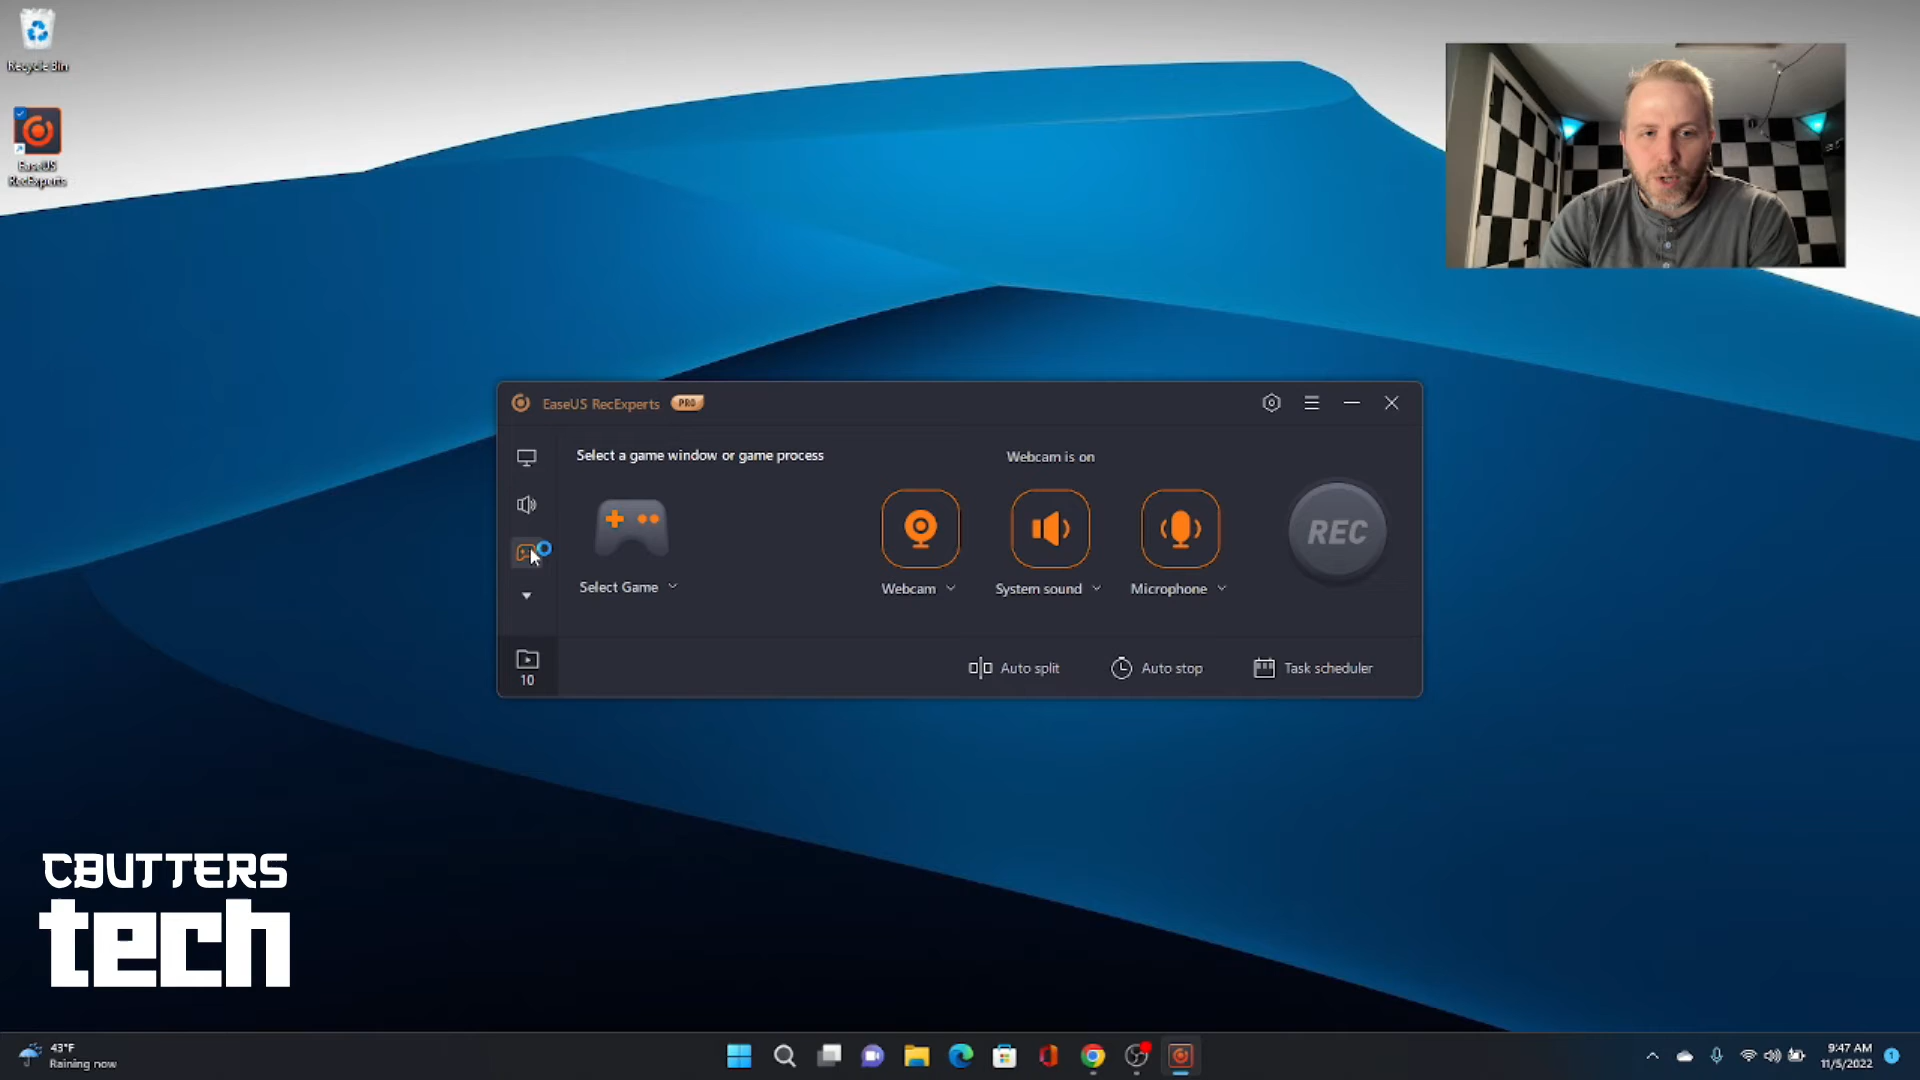 Recycle Bin
EaseUS
RecExperts
EaseUS RecExperts PRO
Select a game window or game process
Webcam is on
REC
Select Game
Webcam
System sound
Microphone
10
Auto split
Auto stop
Task scheduler
CBUTTERS
tech
43°F
Raining now
9:47 AM
11/5/2022
1